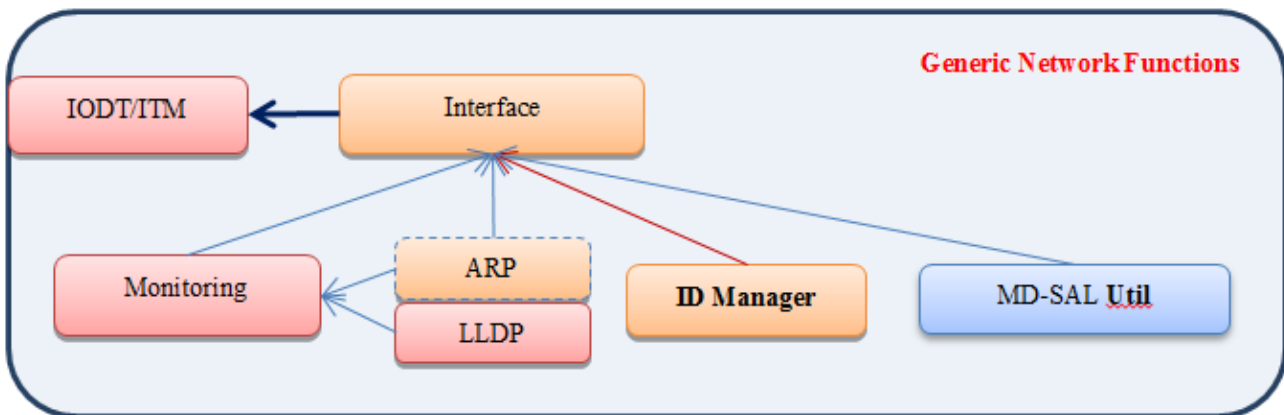 Generic Network Functions
IODT/ITM
Interface
Monitoring
ARP
LLDP
ID Manager
MD-SAL Util